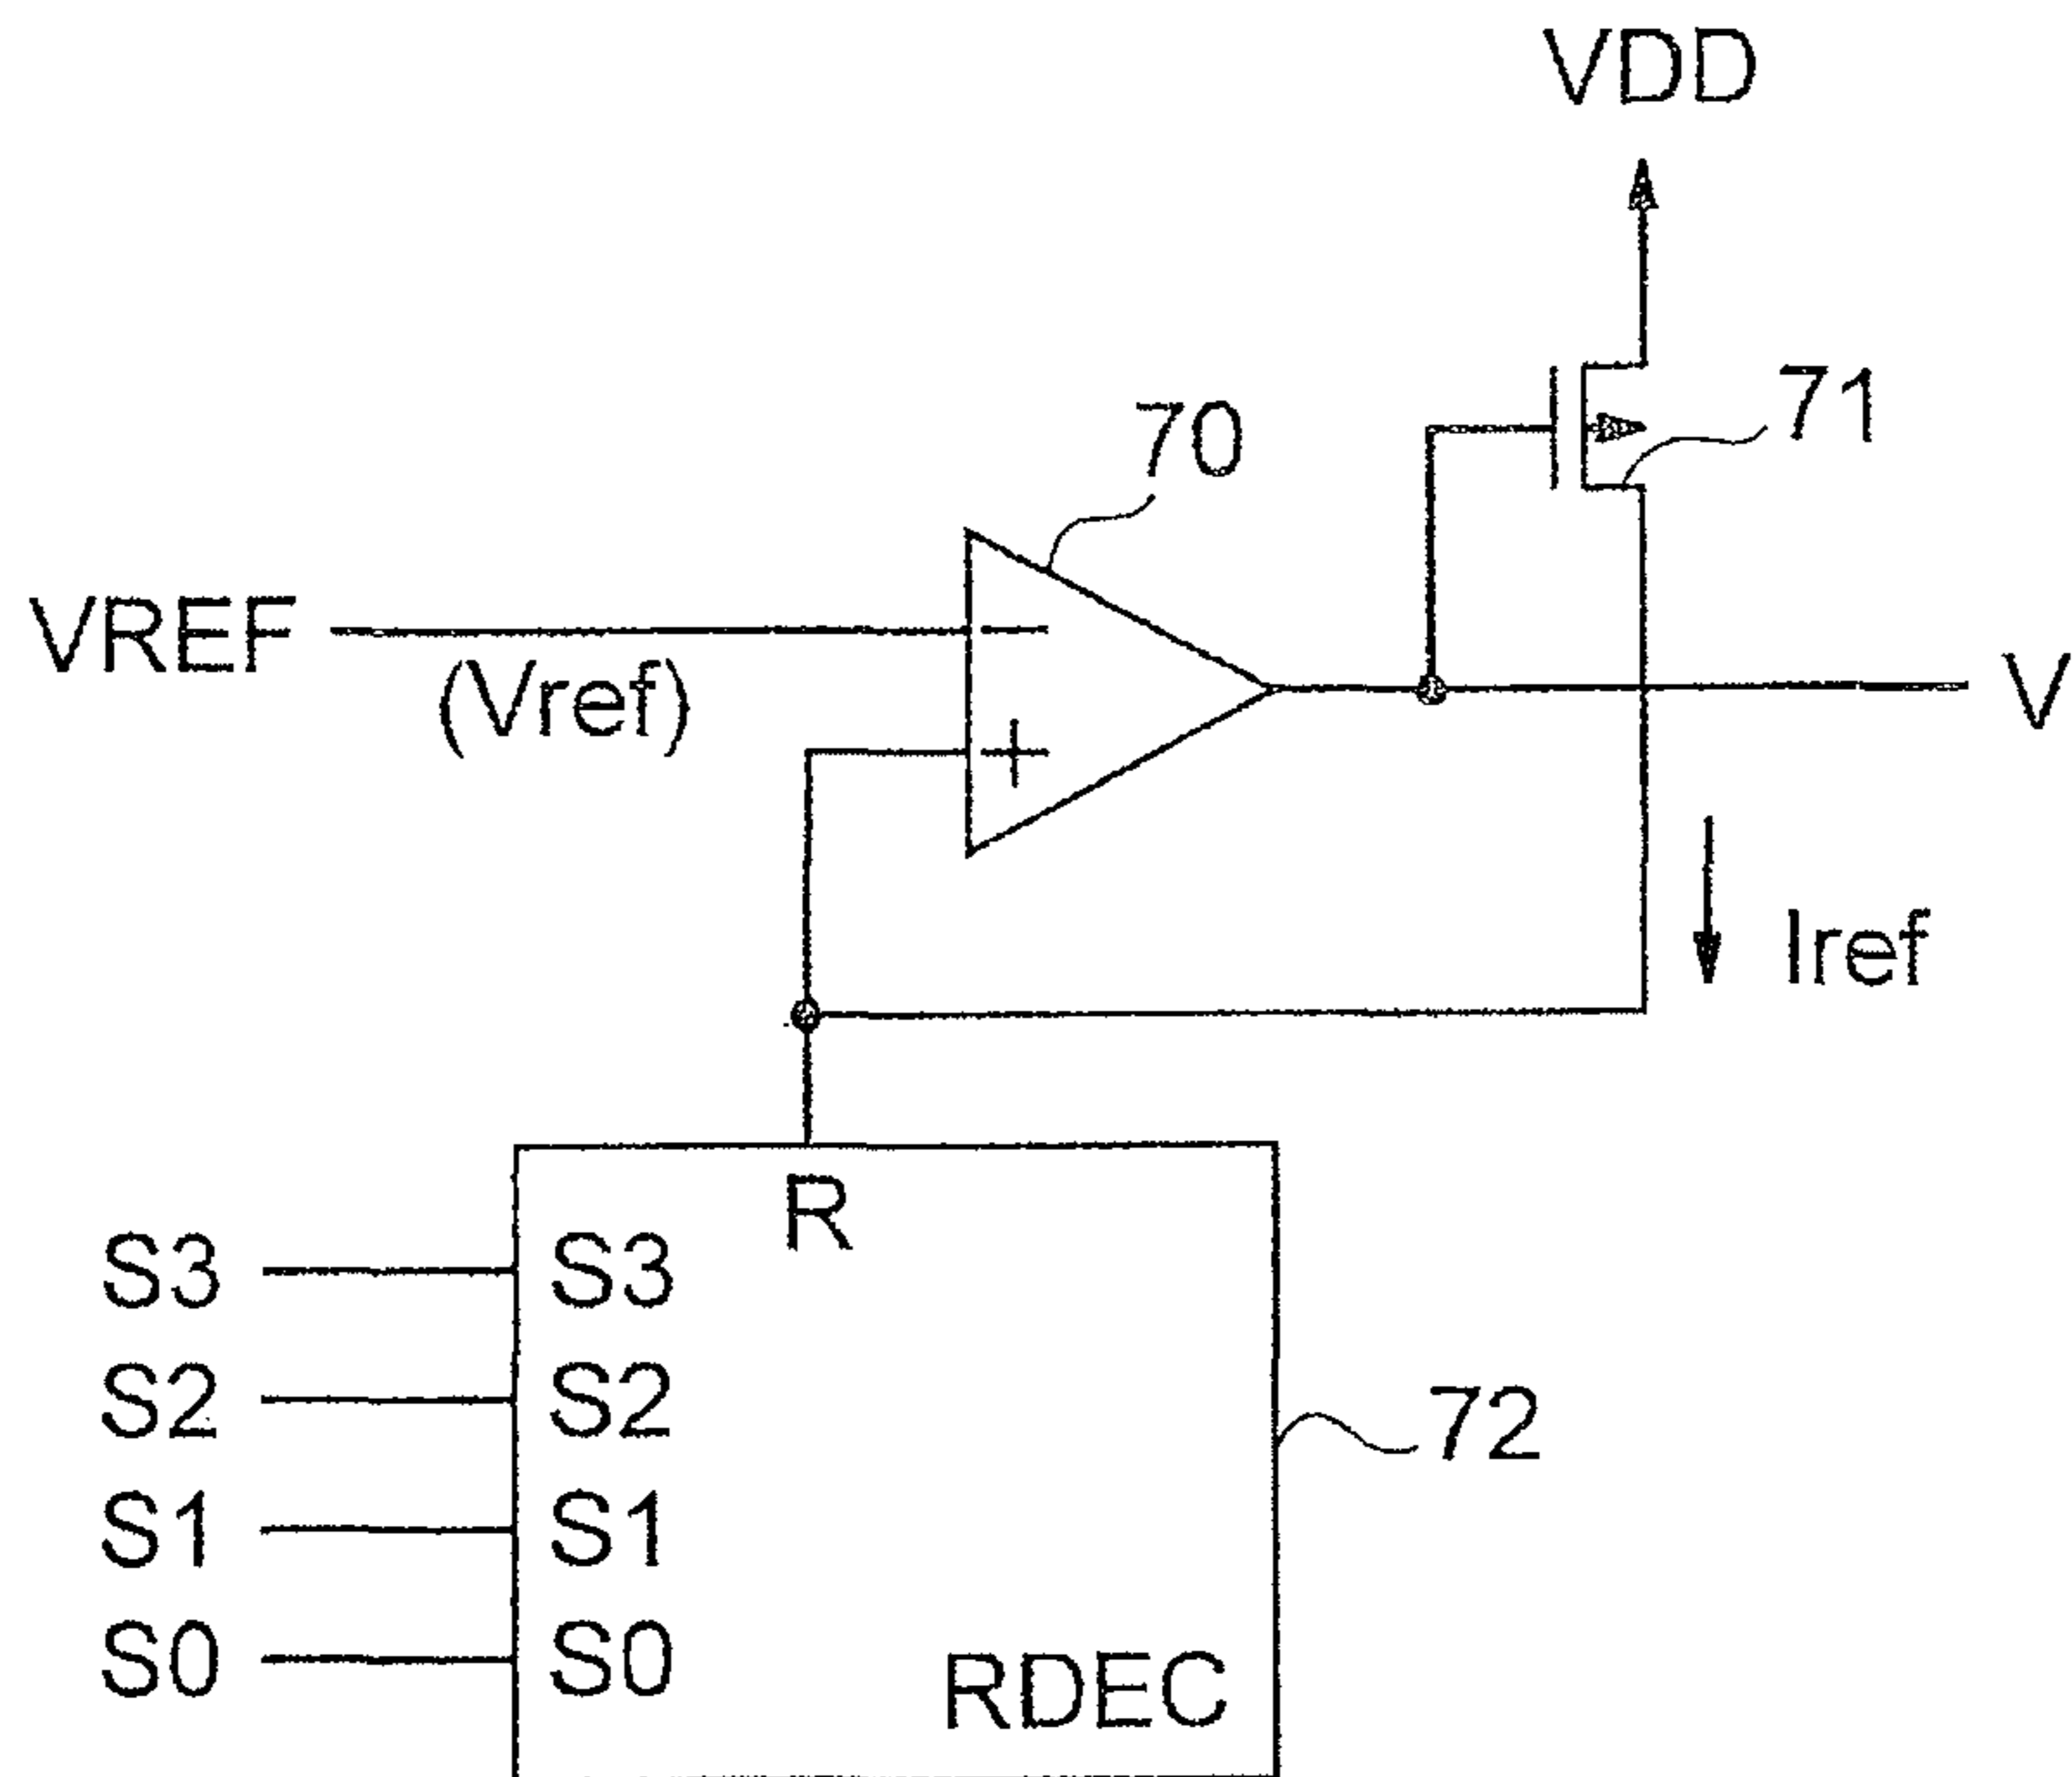 VDD
71
70
VREF
(Vref)
−
+
V
Iref
R
S3 S3
S2 S2
72
S1 S1
S0 S0
RDEC